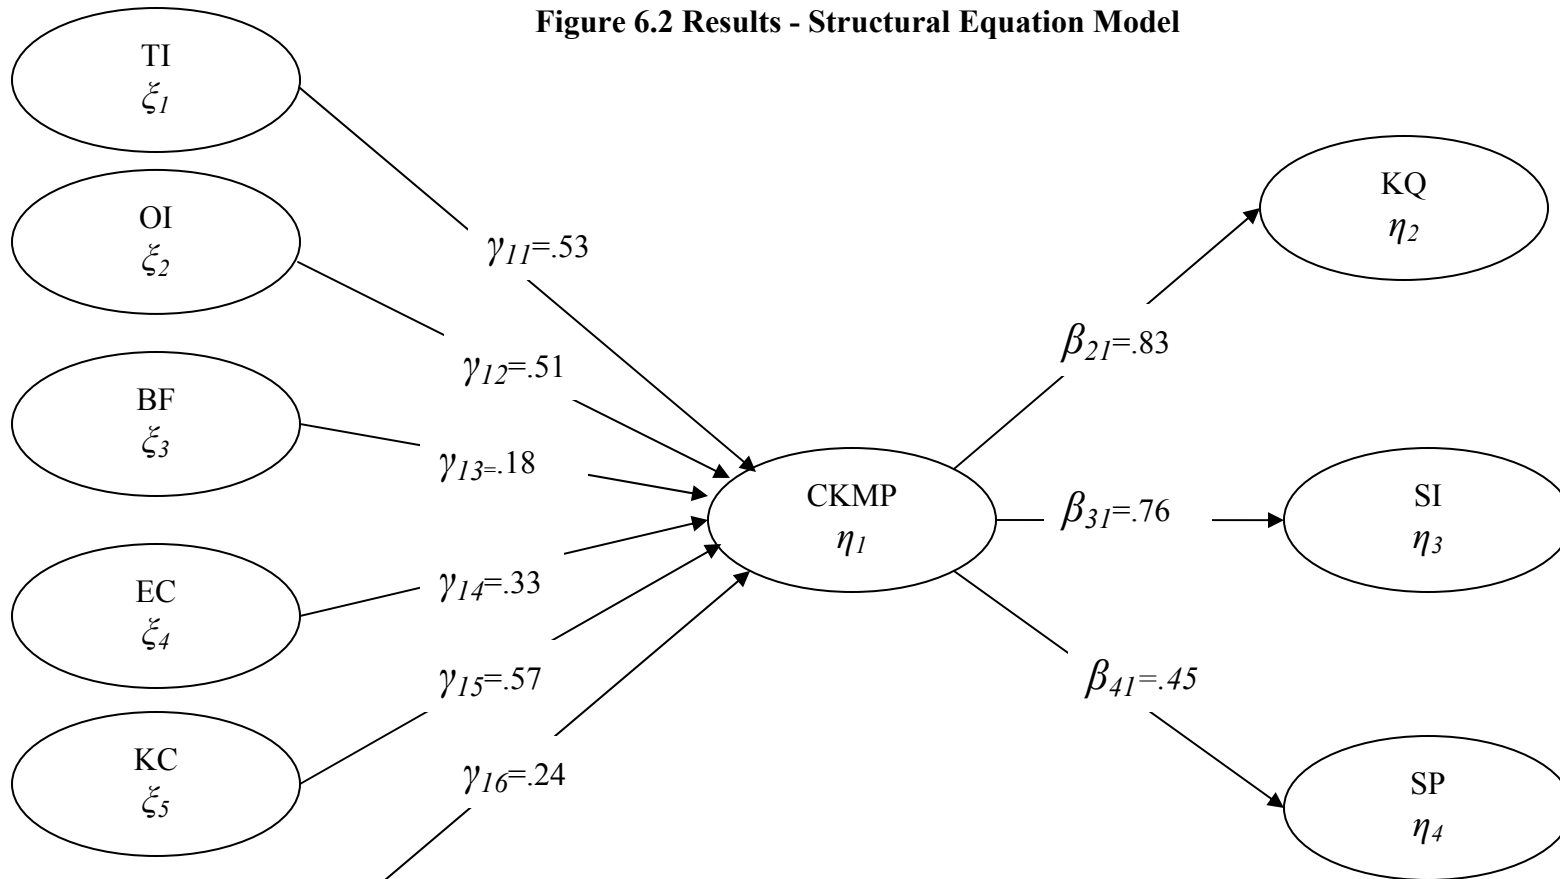 Figure 6.2 Results - Structural Equation Model
TI
ξ1
OI
ξ2
BF
ξ3
EC
ξ4
KC
ξ5
γ11=.53
γ12=.51
γ13=.18
γ14=.33
γ15=.57
γ16=.24
CKMP
η1
β21=.83
β31=.76
β41=.45
KQ
η2
SI
η3
SP
η4